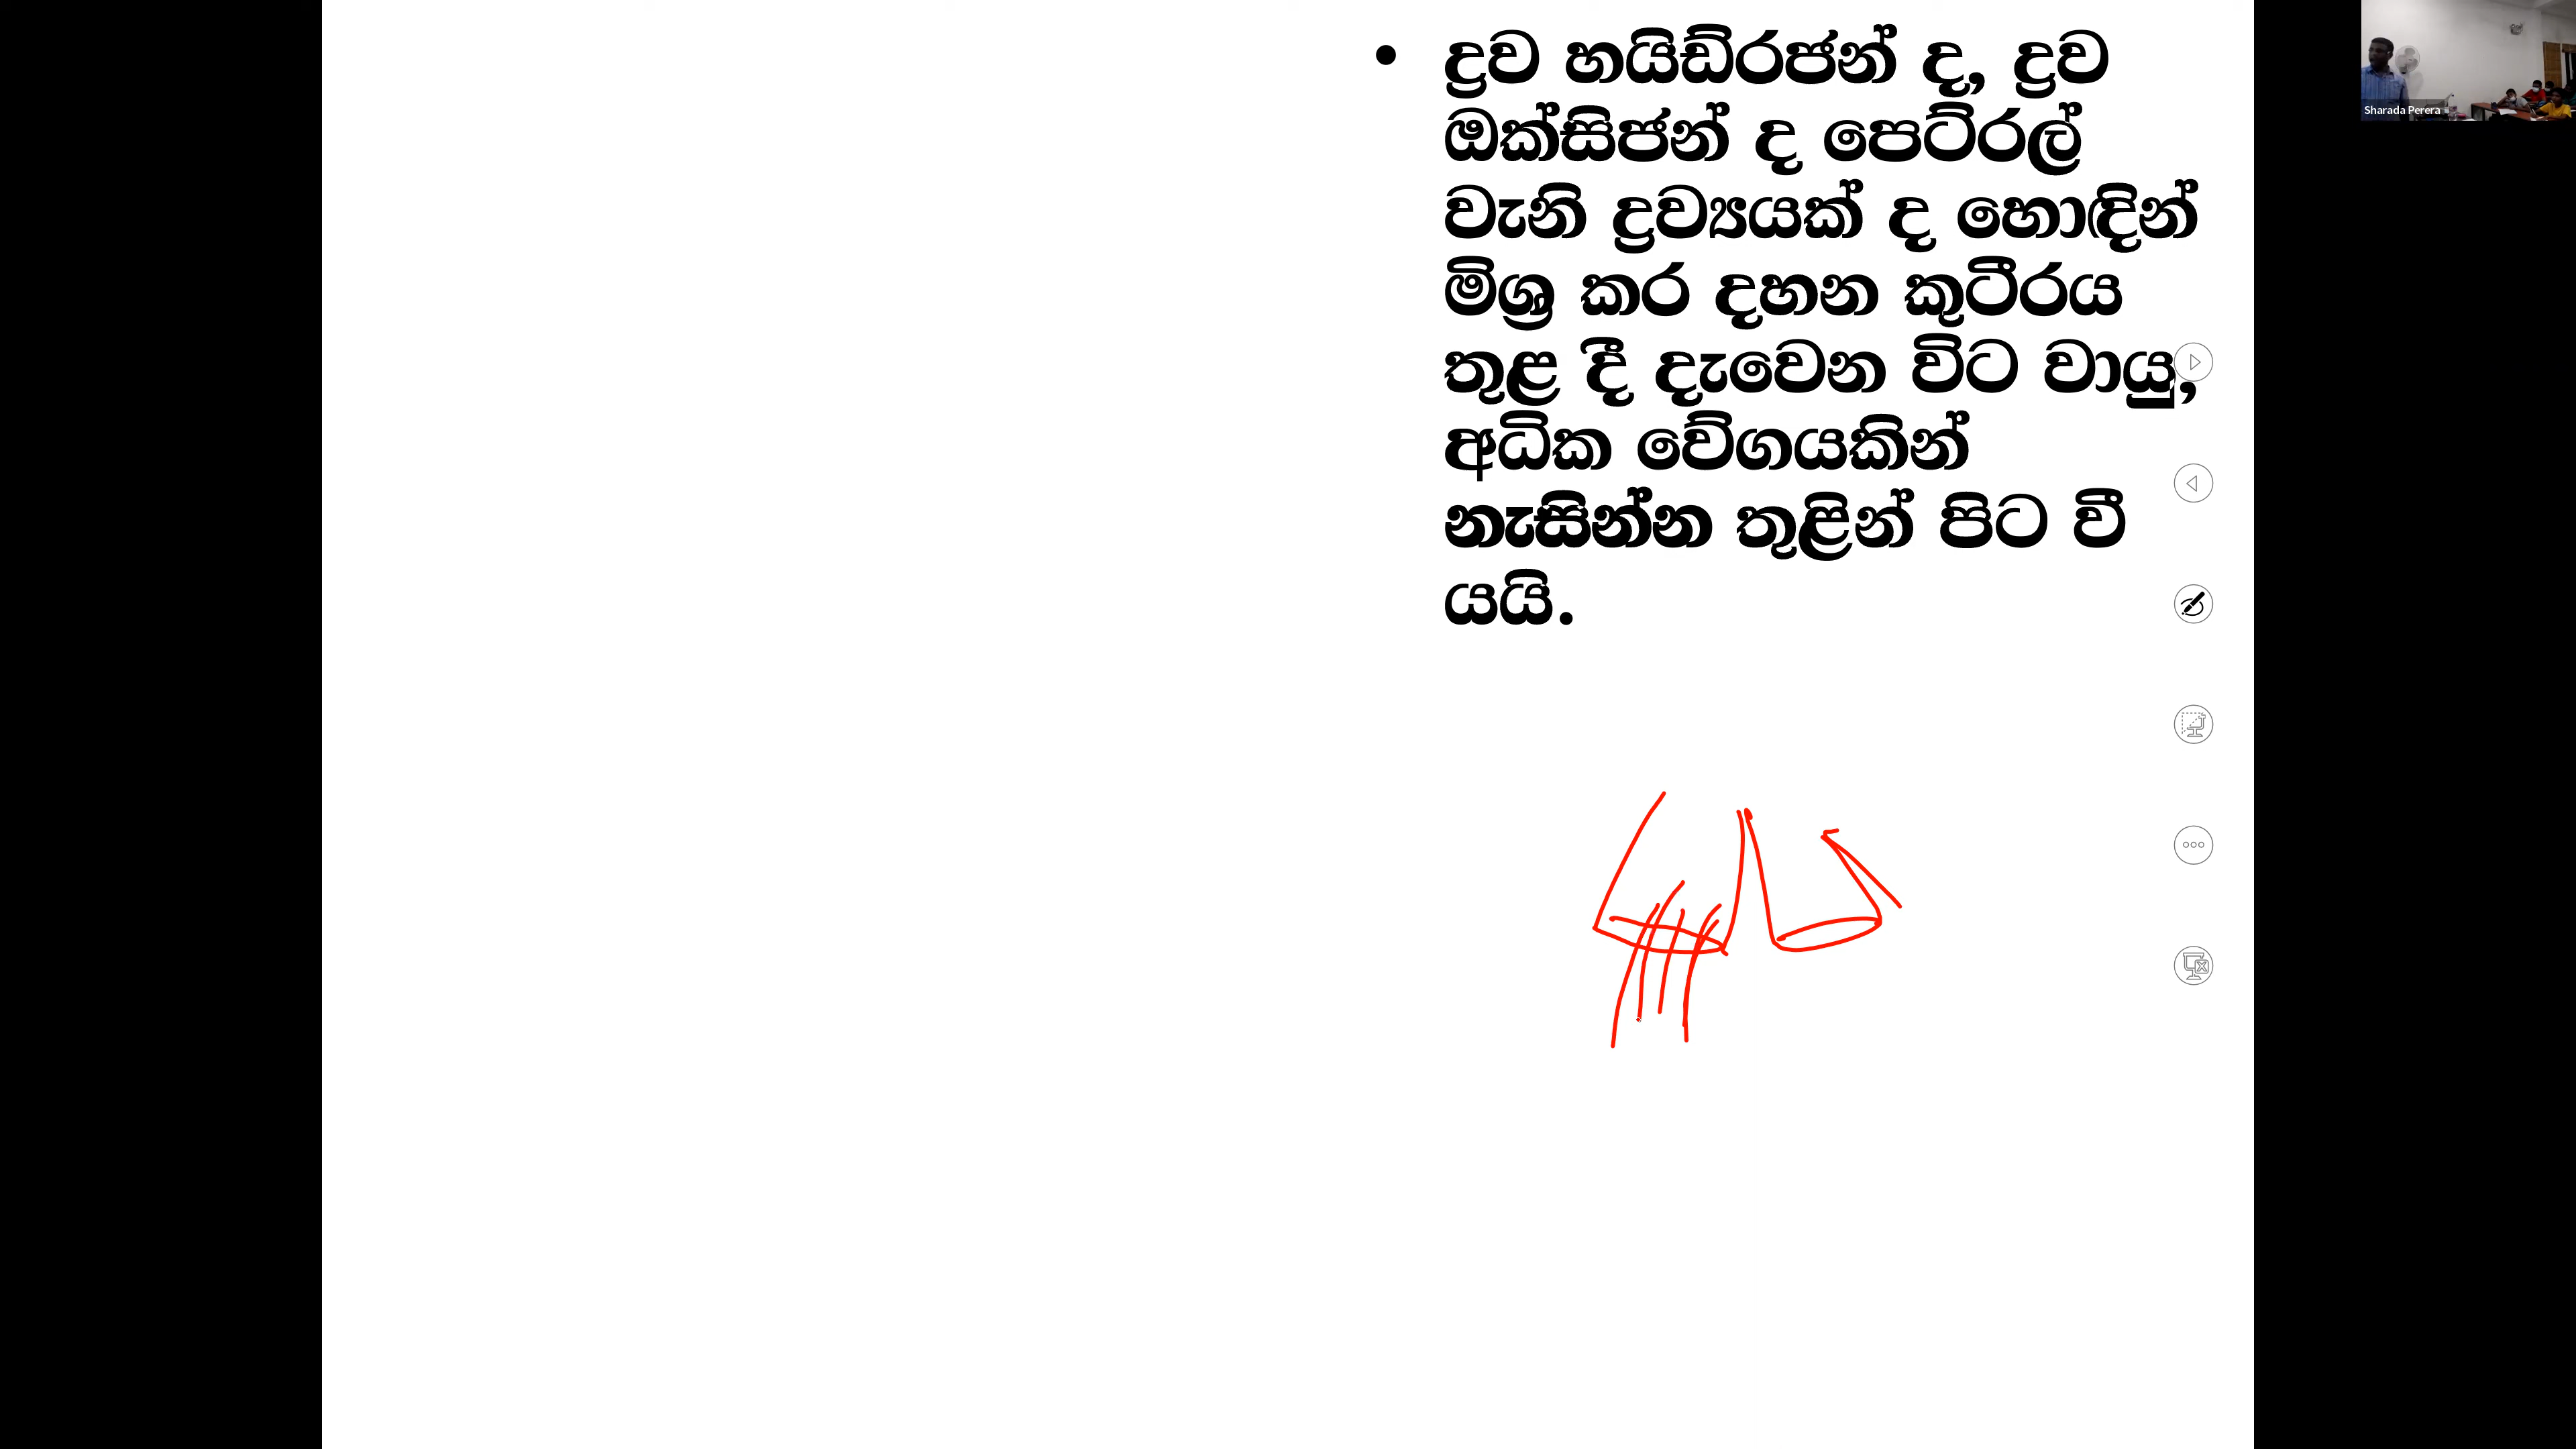 • ද්‍රව හයිඩ්රජන් ද, ද්‍රව
ඔක්සිජන් ද පෙට්රල්
වැනි ද්‍රව්‍යයක් ද හොඳින්
මිශ්‍ර කර දහන කුටීරය
තුළ දී දැවෙන විට වායු,
අධික වේගයකින්
නැසින්න තුළින් පිට වී
යයි.
Sharada Perera